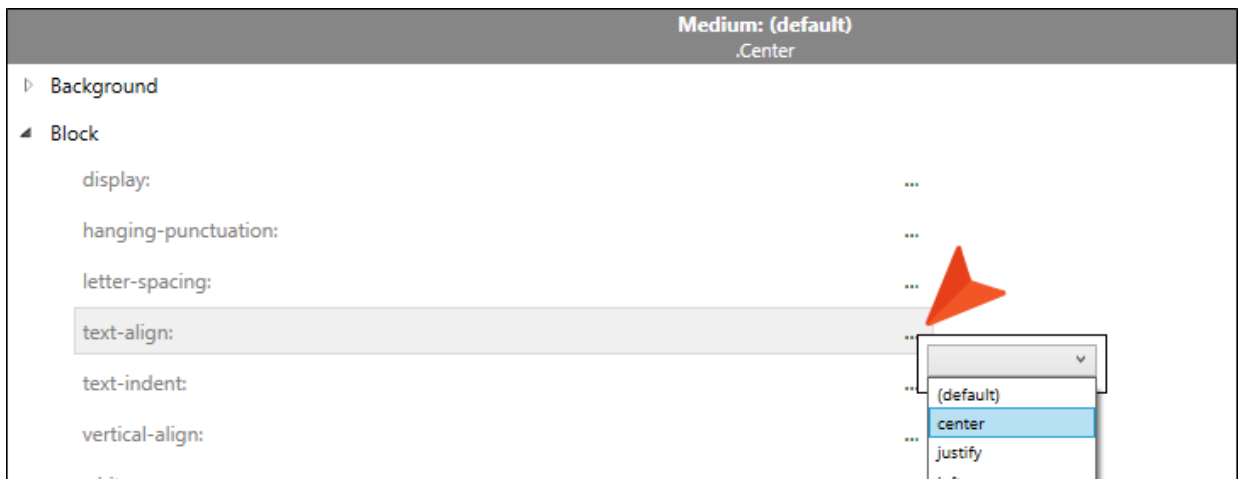 Medium: (default)
.Center
Background
Block
display: ...
hanging-punctuation: ...
letter-spacing: ...
text-align: ...
text-indent: ...
(default)
center
vertical-align: ...
justify